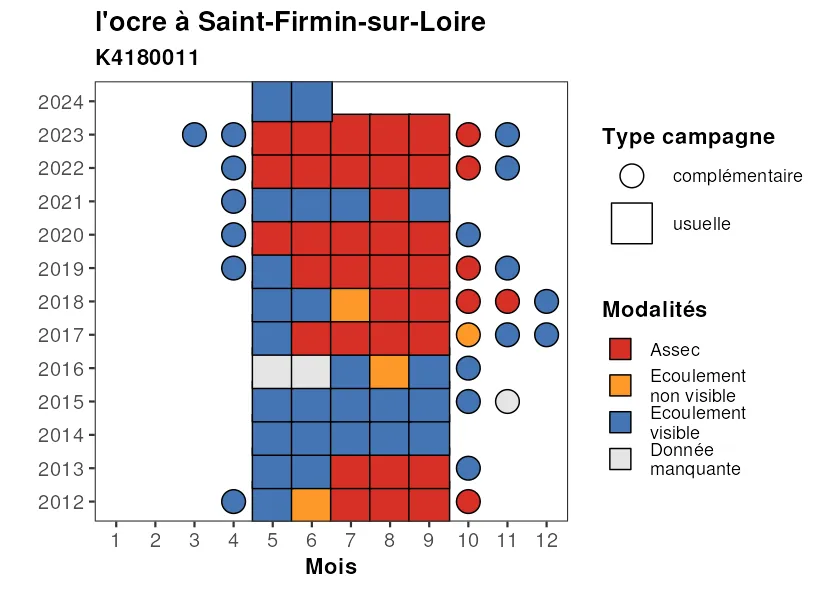 l'ocre à Saint-Firmin-sur-Loire
K4180011
2024
2023
2022
2021
2020
2019
2018
2017
2016
2015
2014
2013
2012
1 2 3 4 5 6 7 8 9 10 11 12
Mois
Type campagne
complémentaire
usuelle
Modalités
Assec
Ecoulement
non visible
Ecoulement
visible
Donnée
manquante